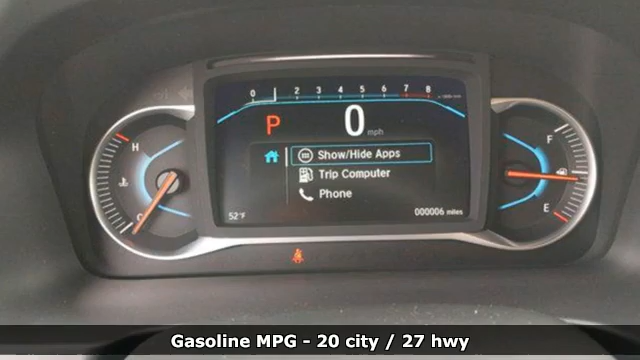 0 1 2 3 4 5 6 7 8
P 0
mph
Show/Hide Apps
Trip Computer
Phone
52°F
000006 miles
H
C
F
E
Gasoline MPG - 20 city / 27 hwy